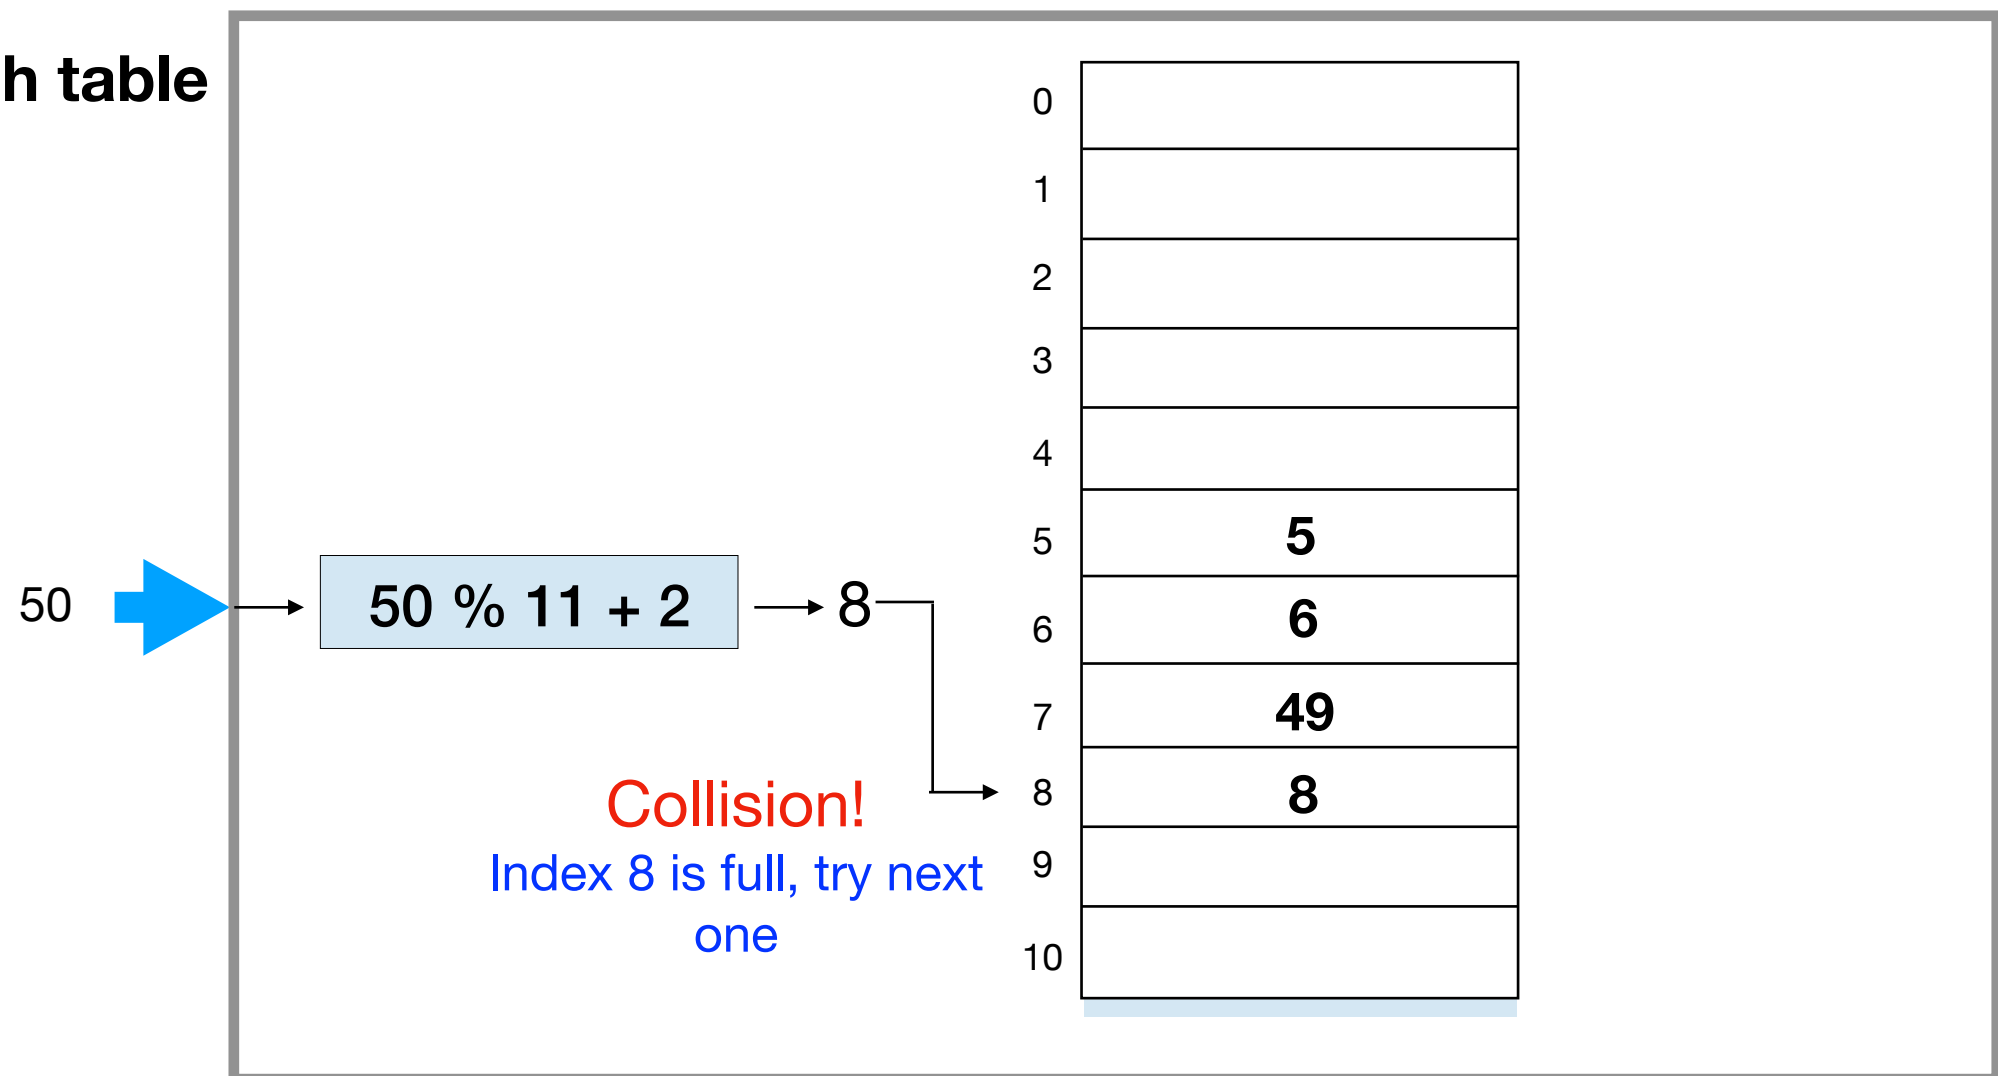 h table
0
1
2
3
4
5 5
50 50 % 11 + 2 8 6 6
7 49
Collision! 8 8
Index 8 is full, try next 9
one 10